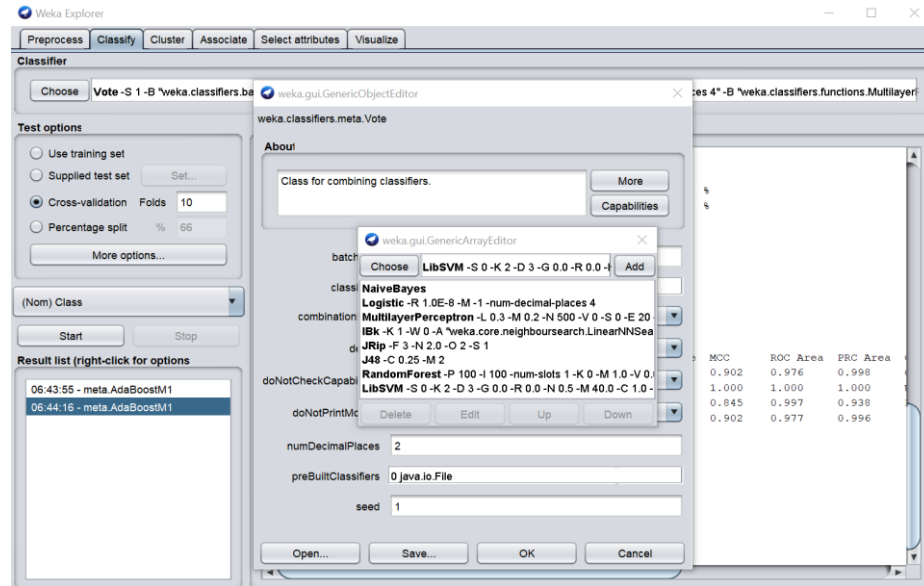 Weka Explorer
Preprocess Classify Cluster Associate Select attributes Visualize
Classifier
Choose Vote -S 1 -B "weka.classifiers.ba
ces 4" -B "weka.classifiers.functions.Multilayer
weka.gui.GenericObjectEditor
weka.classifiers.meta.Vote
About
Class for combining classifiers.
More
Capabilities
Test options
Use training set
Supplied test set Set...
Cross-validation Folds 10
Percentage split % 66
More options...
(Nom) Class
Start Stop
Result list (right-click for options
06:43:55 - meta.AdaBoostM1
06:44:16 - meta.AdaBoostM1
%
%
weka.gui.GenericArrayEditor
Choose LibSVM -S 0 -K 2 -D 3 -G 0.0 -R 0.0 -I Add
NaiveBayes
Logistic -R 1.0E-8 -M -1 -num-decimal-places 4
MultilayerPerceptron -L 0.3 -M 0.2 -N 500 -V 0 -S 0 -E 20
IBk -K 1 -W 0 -A "weka.core.neighboursearch.LinearNNSea
JRip -F 3 -N 2.0 -O 2 -S 1
J48 -C 0.25 -M 2
RandomForest -P 100 -I 100 -num-slots 1 -K 0 -M 1.0 -V 0.
LibSVM -S 0 -K 2 -D 3 -G 0.0 -R 0.0 -N 0.5 -M 40.0 -C 1.0 -
Delete Edit Up Down
batch
classi
combination
de
doNotCheckCapabi
doNotPrintMo
numDecimalPlaces 2
preBuiltClassifiers 0 java.io.File
seed 1
Open... Save... OK Cancel
MCC ROC Area PRC Area
0.902 0.976 0.998
1.000 1.000 1.000
0.845 0.997 0.938
0.902 0.977 0.996